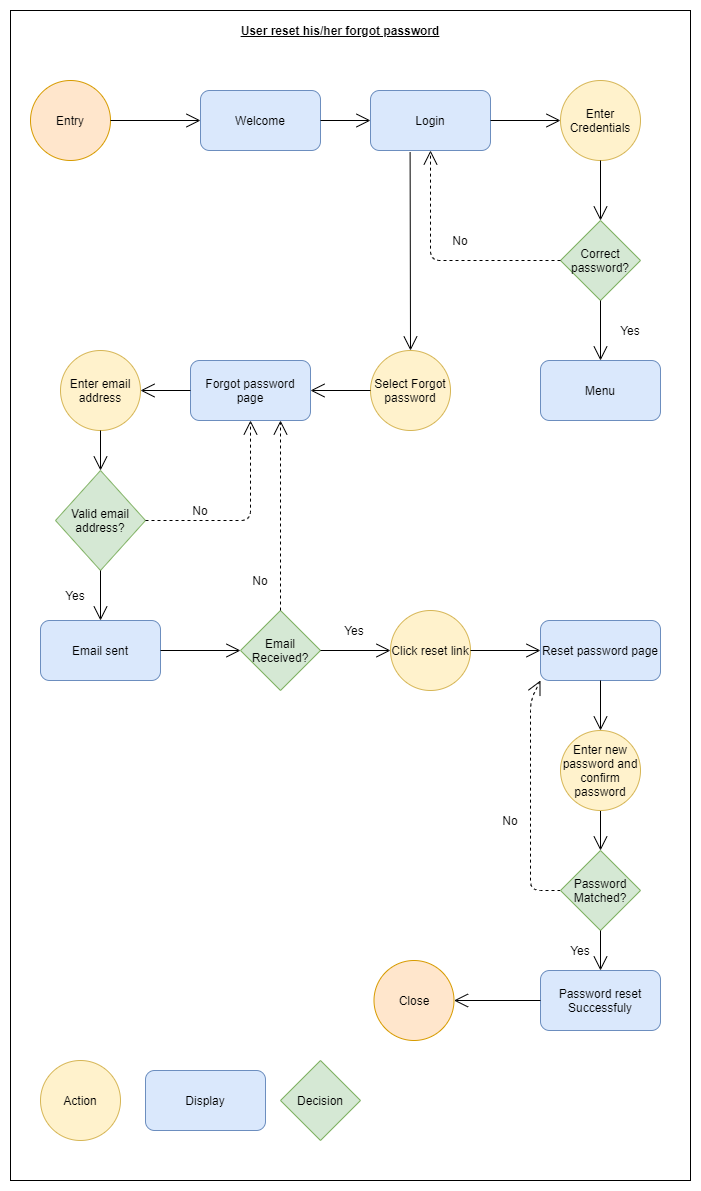 User reset his/her forgot password
Entry
Welcome
Login
Enter
Credentials
No
Correct
password?
Yes
Enter email
address
Forgot password
page
Select Forgot
password
Menu
Valid email
address?
No
Yes
No
Email sent
Email
Received?
Yes
Click reset link
Reset password page
Enter new
password and
confirm
password
No
Password
Matched?
Yes
Close
Password reset
Successfuly
Action
Display
Decision